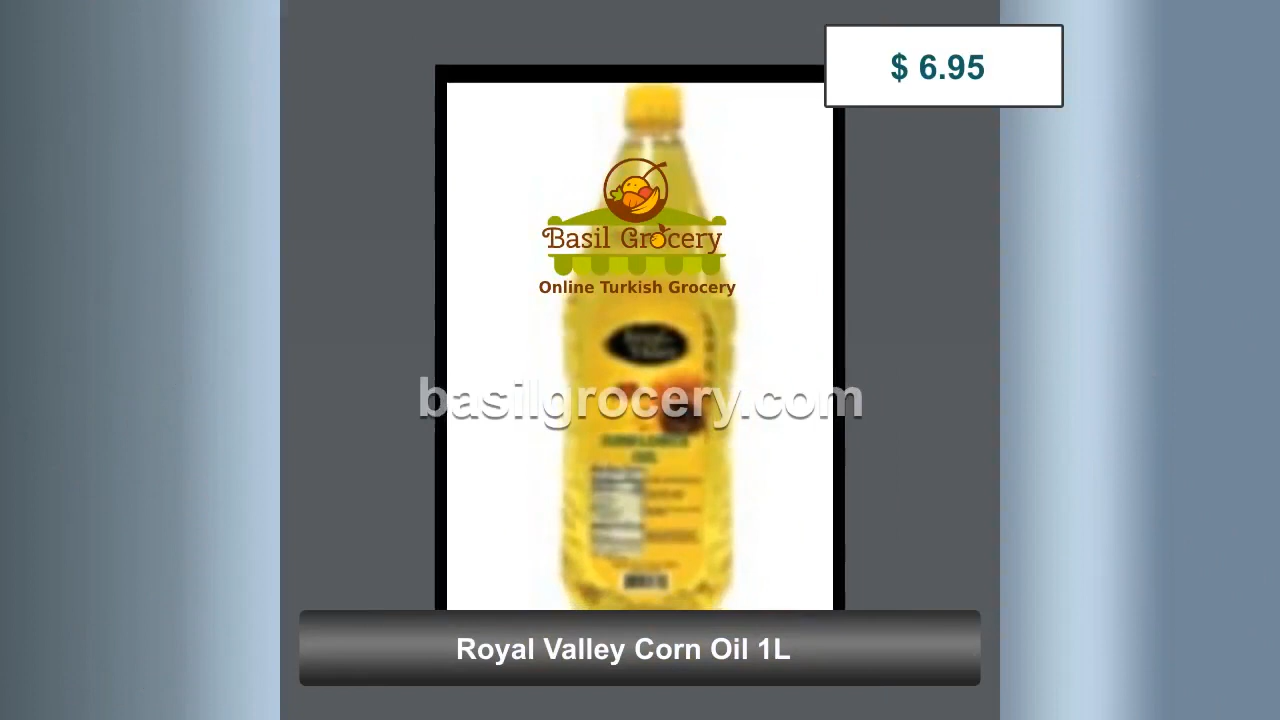 $ 6.95
Basil Grocery
Online Turkish Grocery
basilgrocery.com
Royal Valley Corn Oil 1L